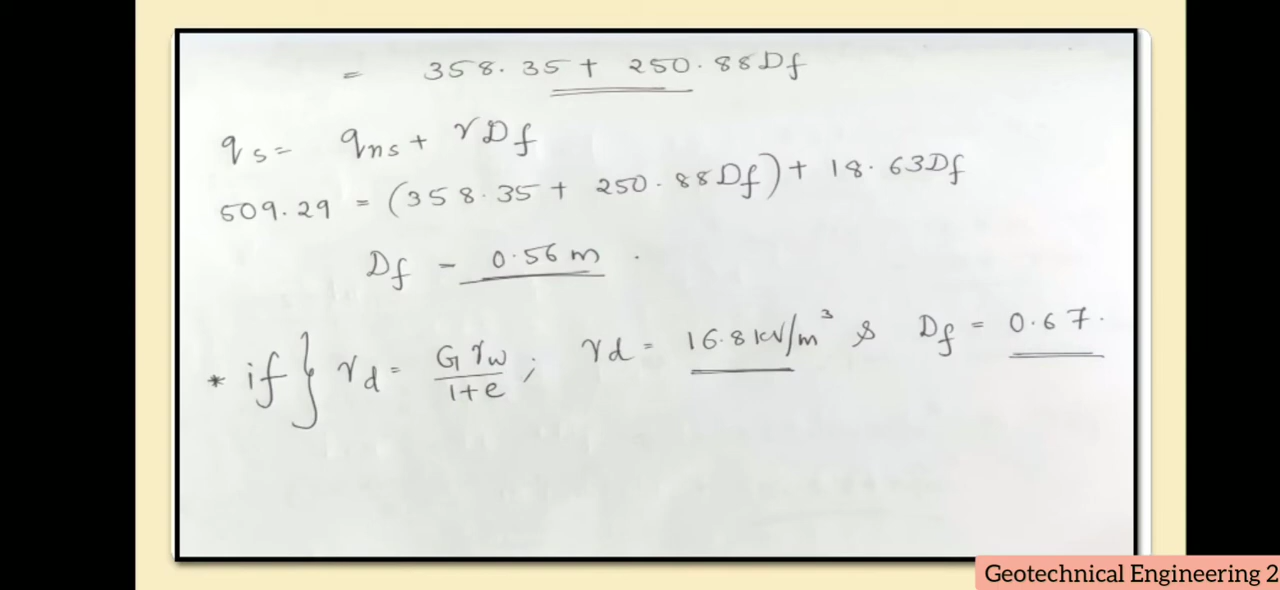 = 358.35 + 250.88Df
qs = qns + γDf
509.29 = (358.35 + 250.88Df) + 18.63Df
Df - 0.56 m.
* if } γd = Gγw / 1+e ; γd = 16.8 kN/m³ & Df = 0.67.
Geotechnical Engineering 2